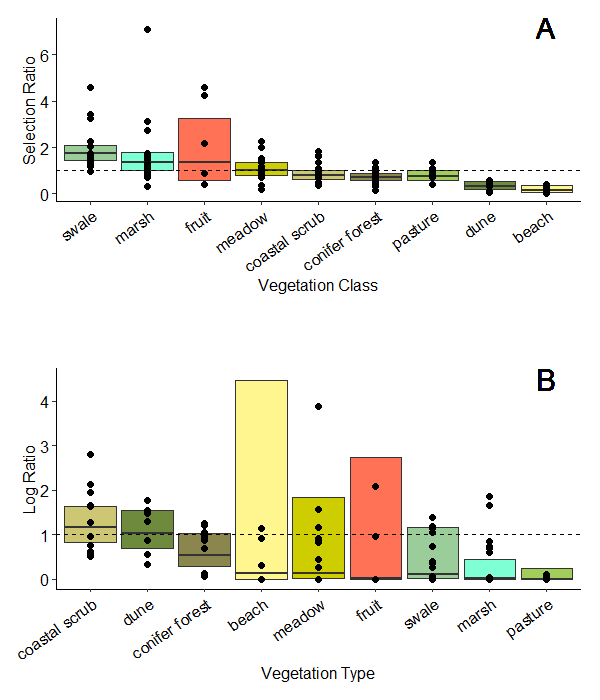 A
Selection Ratio
6
4
2
0
swale
marsh
fruit
meadow
coastal scrub
conifer forest
pasture
dune
beach
Vegetation Class
B
Log Ratio
4
3
2
1
0
coastal scrub
dune
conifer forest
beach
meadow
fruit
swale
marsh
pasture
Vegetation Type